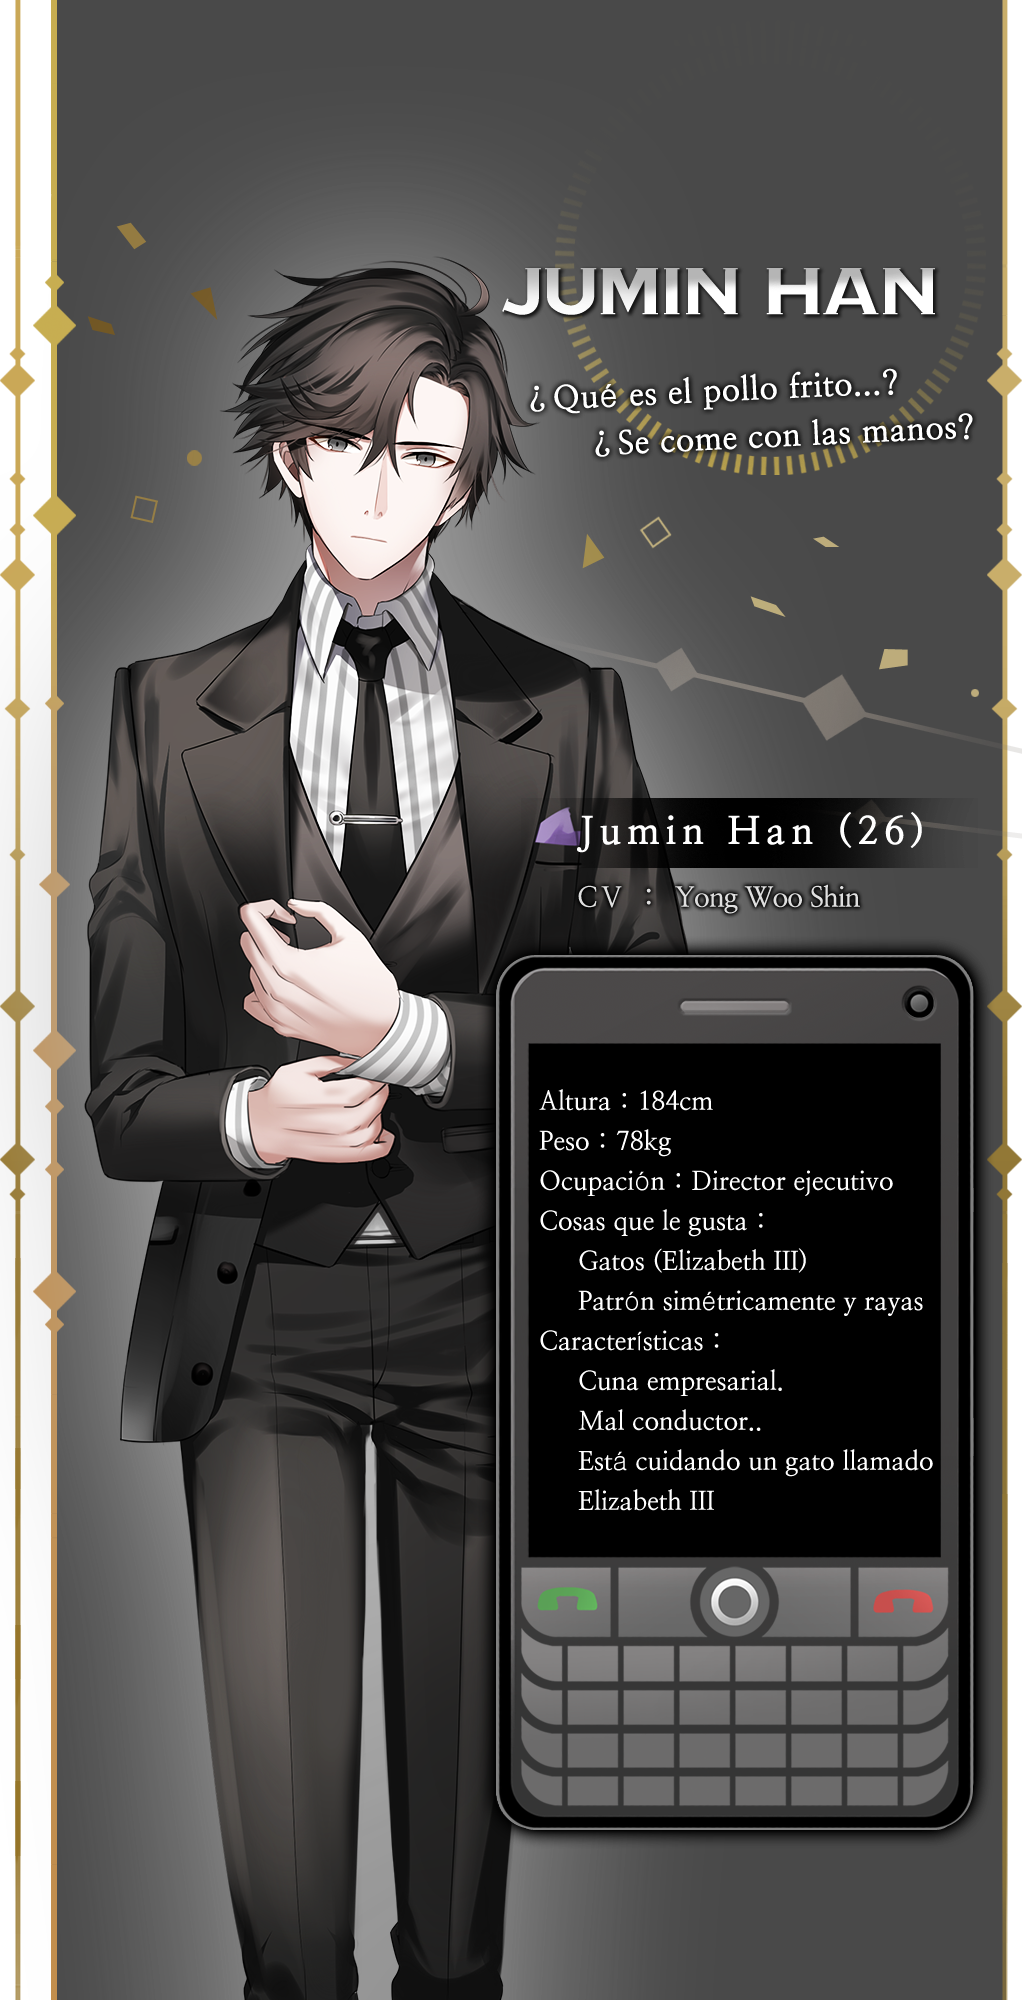 JUMIN HAN
¿Qué es el pollo frito...?
¿Se come con las manos?
Jumin Han (26)
CV : Yong Woo Shin
Altura : 184cm
Peso : 78kg
Ocupación : Director ejecutivo
Cosas que le gusta :
Gatos (Elizabeth III)
Patrón simétricamente y rayas
Características :
Cuna empresarial.
Mal conductor..
Está cuidando un gato llamado
Elizabeth III